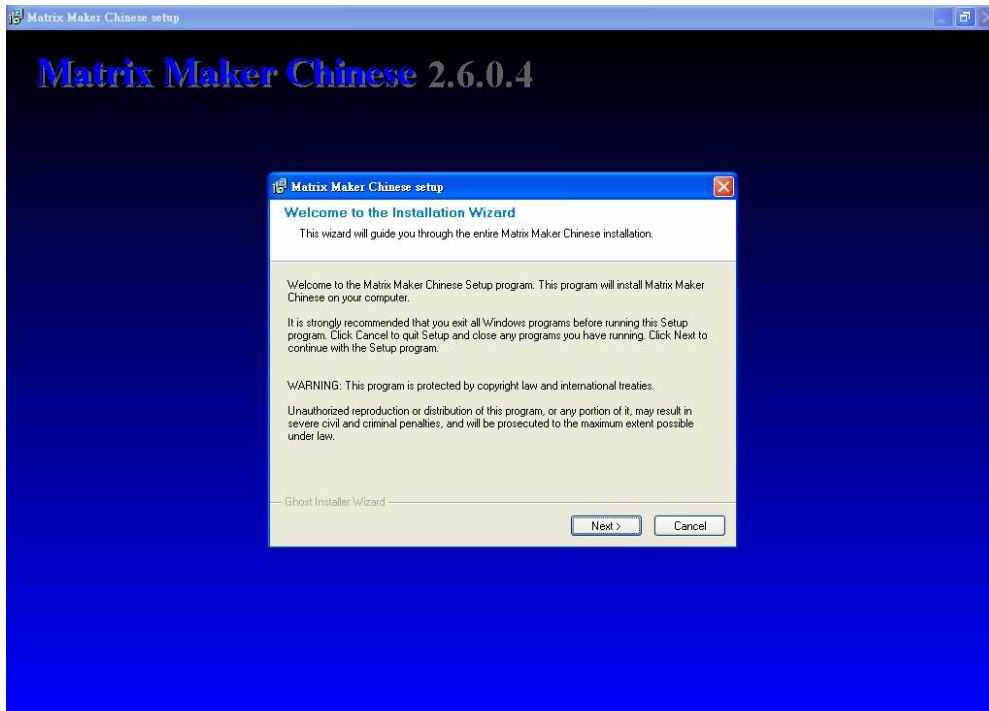 Matrix Maker Chinese setup
Matrix Maker Chinese 2.6.0.4
Matrix Maker Chinese setup
Welcome to the Installation Wizard
This wizard will guide you through the entire Matrix Maker Chinese installation.
Welcome to the Matrix Maker Chinese Setup program. This program will install Matrix Maker
Chinese on your computer.
It is strongly recommended that you exit all Windows programs before running this Setup
program. Click Cancel to quit Setup and close any programs you have running. Click Next to
continue with the Setup program.
WARNING: This program is protected by copyright law and international treaties.
Unauthorized reproduction or distribution of this program, or any portion of it, may result in
severe civil and criminal penalties, and will be prosecuted to the maximum extent possible
under law.
Ghost Installer Wizard
Next > Cancel